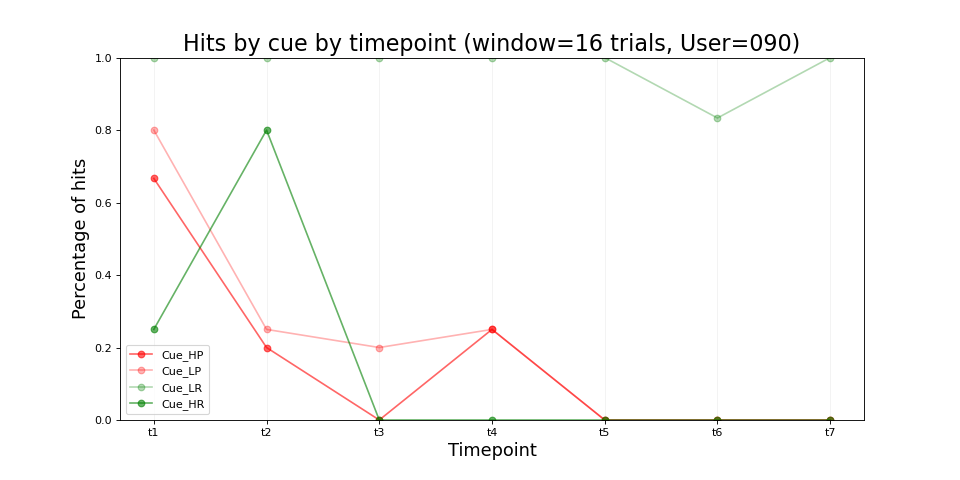 Hits by cue by timepoint (window=16 trials, User=090)
Percentage of hits
1.0
0.8
0.6
0.4
0.2
0.0
Cue_HP
Cue_LP
Cue_LR
Cue_HR
t1 t2 t3 t4 t5 t6 t7
Timepoint